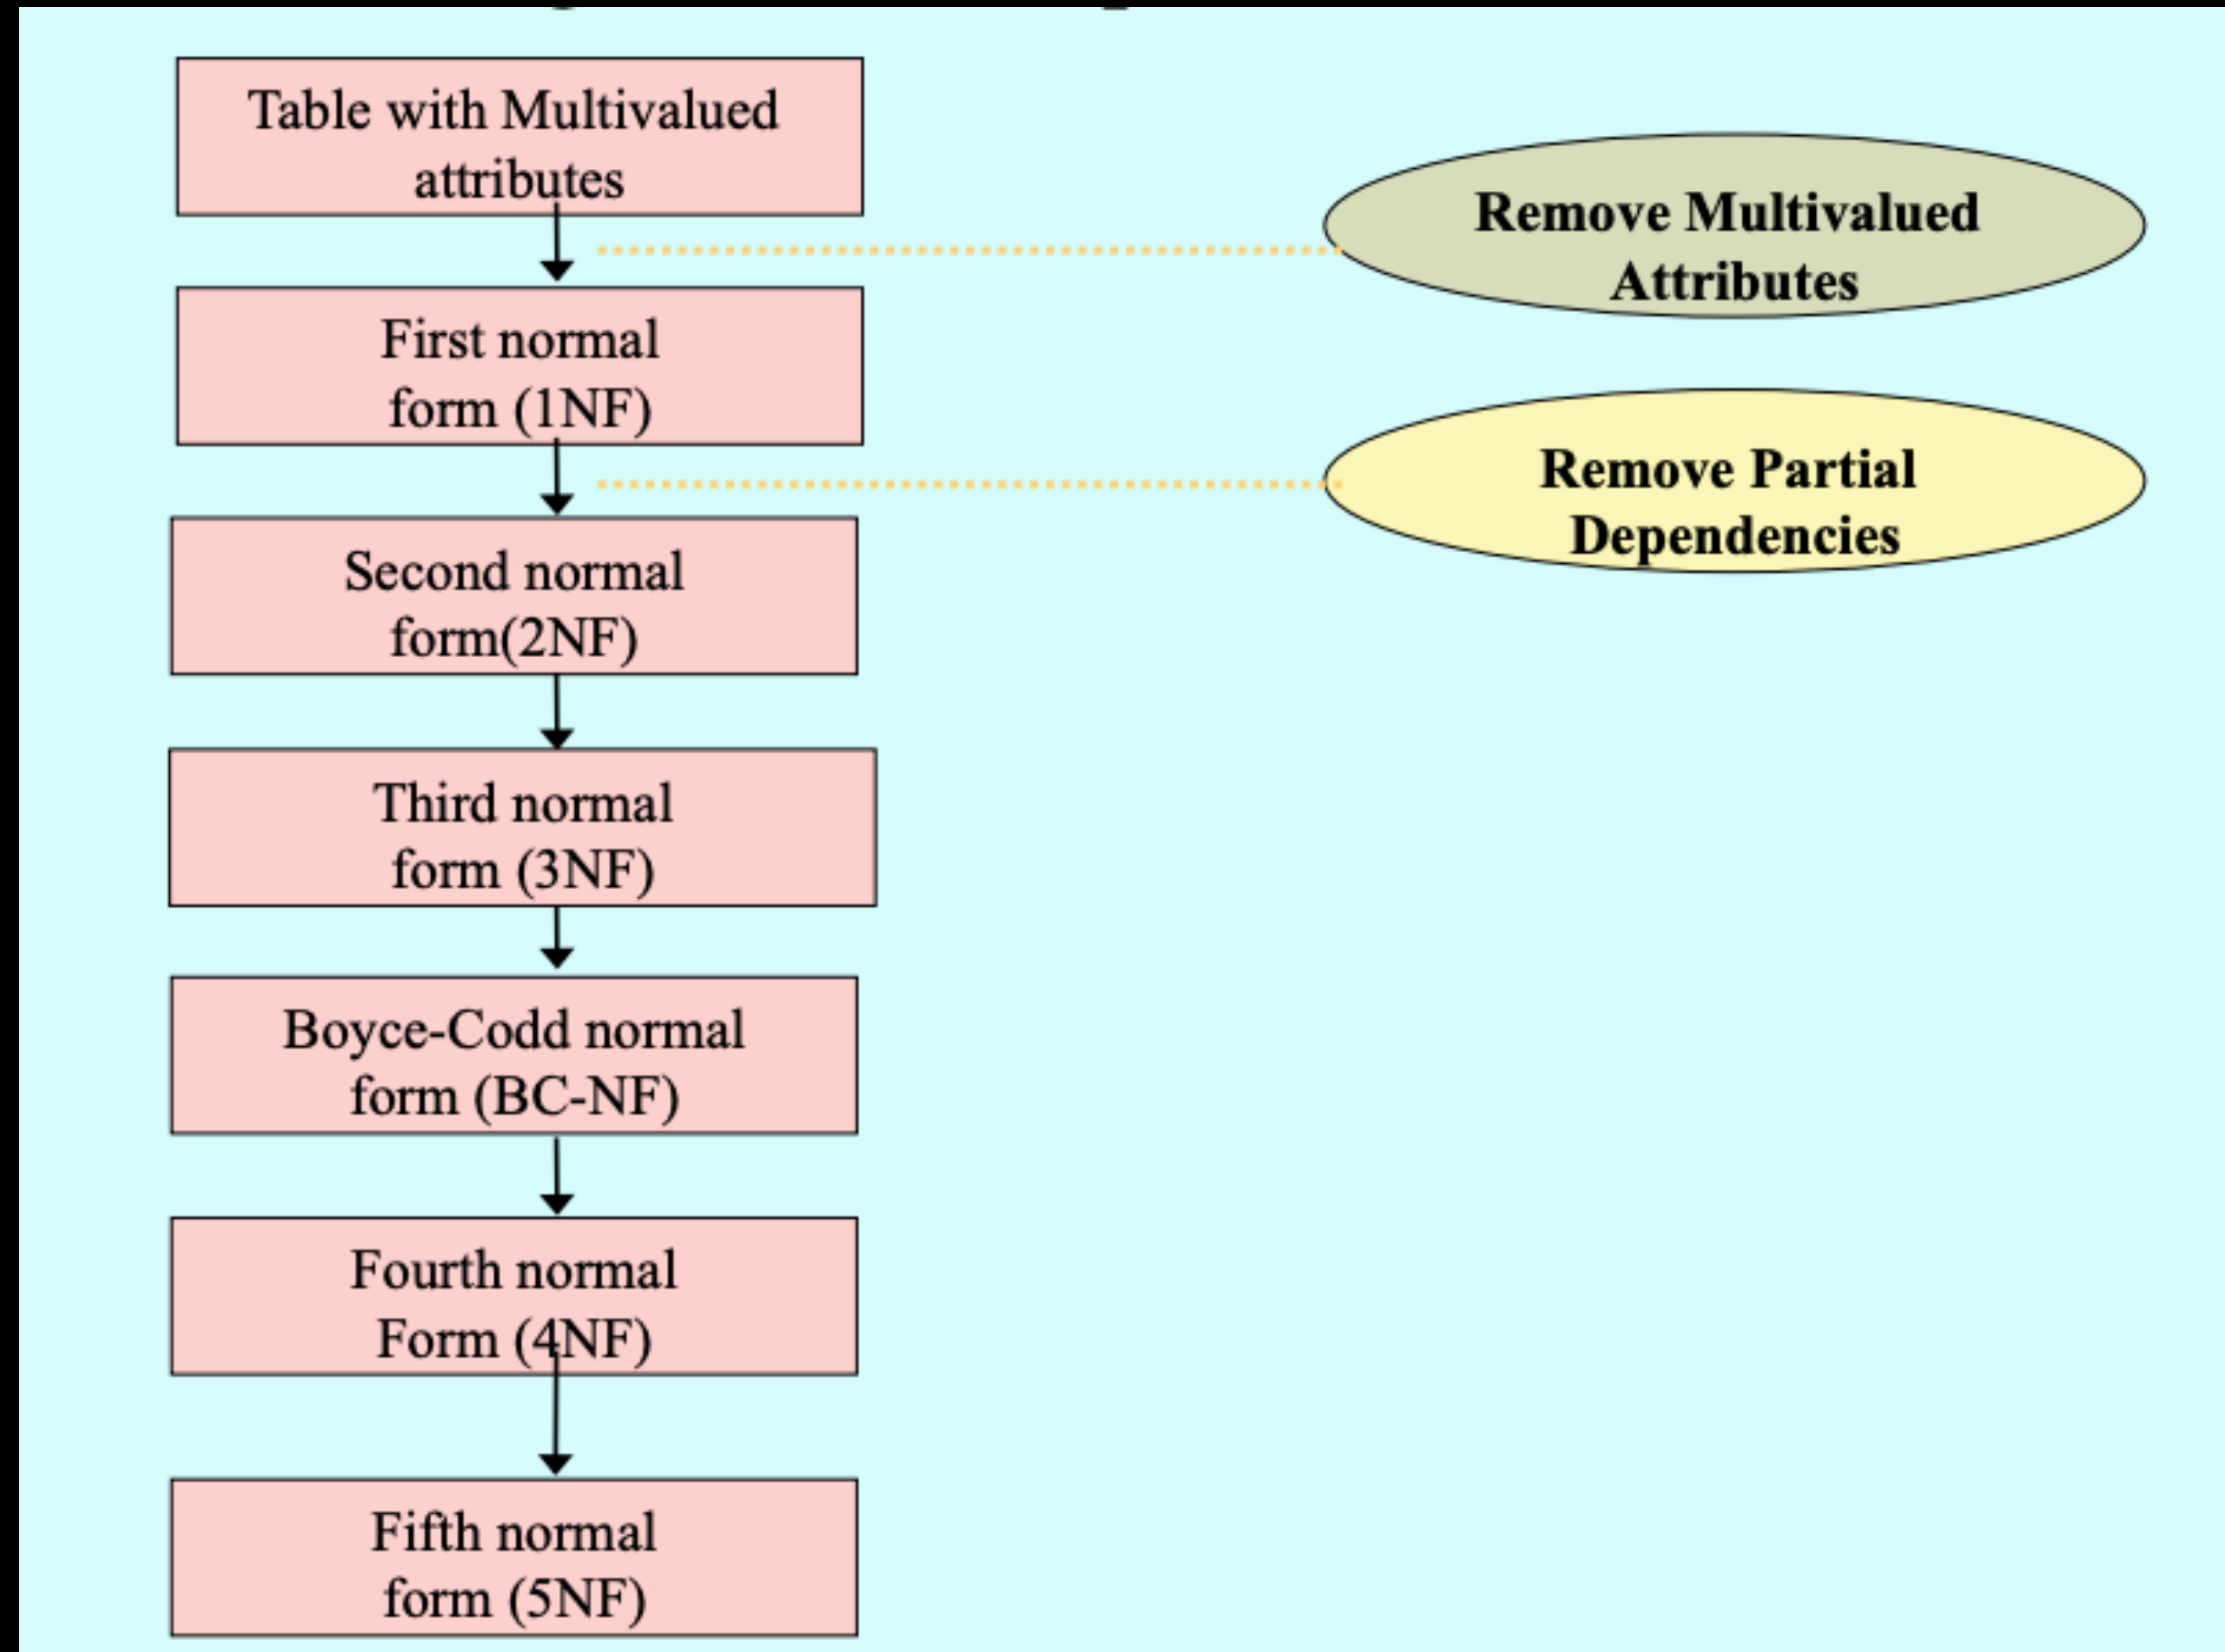 Table with Multivalued
attributes
Remove Multivalued
Attributes
First normal
form (1NF)
Remove Partial
Dependencies
Second normal
form(2NF)
Third normal
form (3NF)
Boyce-Codd normal
form (BC-NF)
Fourth normal
Form (4NF)
Fifth normal
form (5NF)